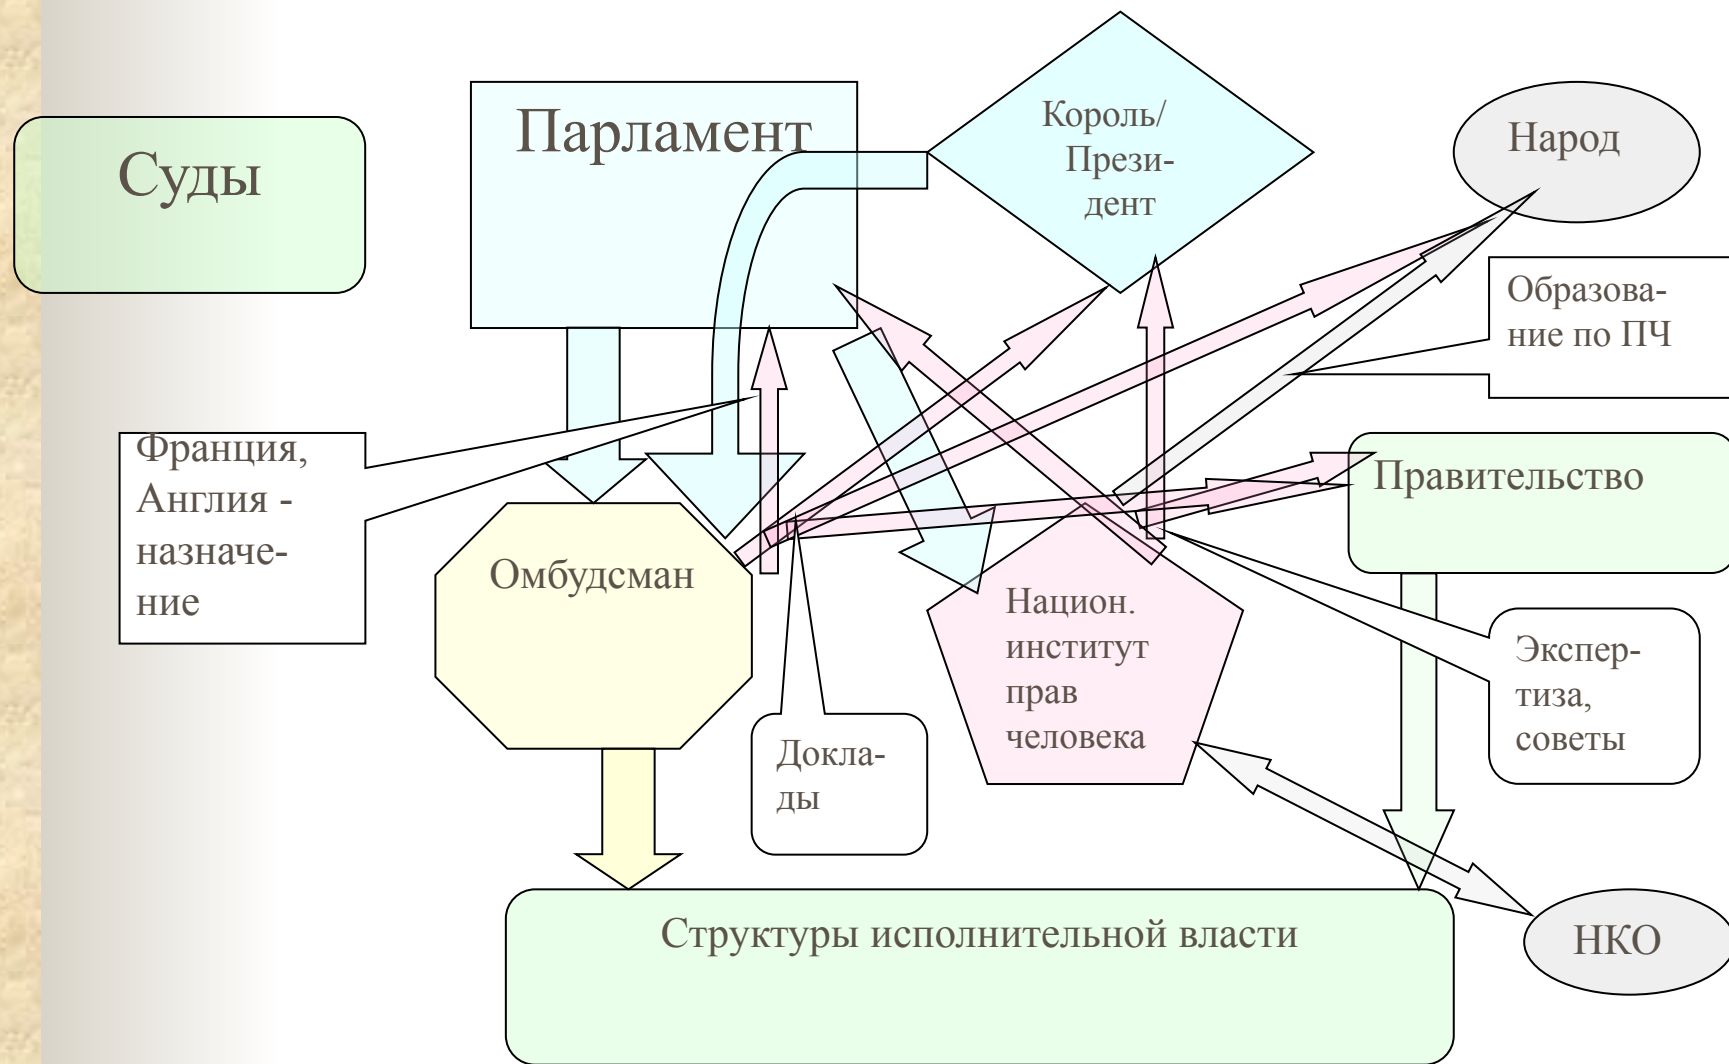 Суды
Парламент
Король/
Прези-
дент
Народ
Образова-
ние по ПЧ
Франция,
Англия -
назначе-
ние
Правительство
Омбудсман
Национ.
институт
прав
человека
Экспер-
тиза,
советы
Докла-
ды
Структуры исполнительной власти
НКО